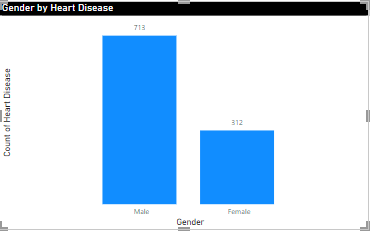 Gender by Heart Disease
713
312
Count of Heart Disease
Male Female
Gender